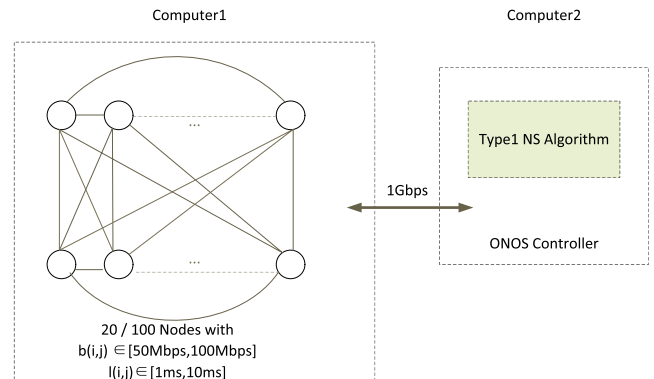 Computer1
Computer2
...
Type1 NS Algorithm
1Gbps
ONOS Controller
...
20 / 100 Nodes with
b(i,j) ∈[50Mbps,100Mbps]
l(i,j)∈[1ms,10ms]